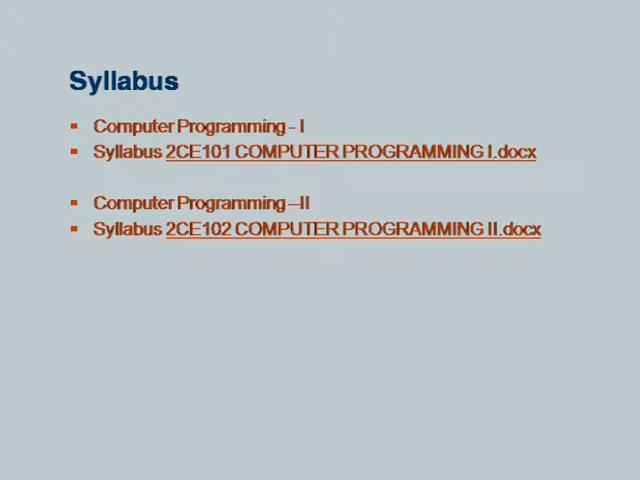 Syllabus
Computer Programming - I
Syllabus 2CE101 COMPUTER PROGRAMMING I.docx
Computer Programming –II
Syllabus 2CE102 COMPUTER PROGRAMMING II.docx